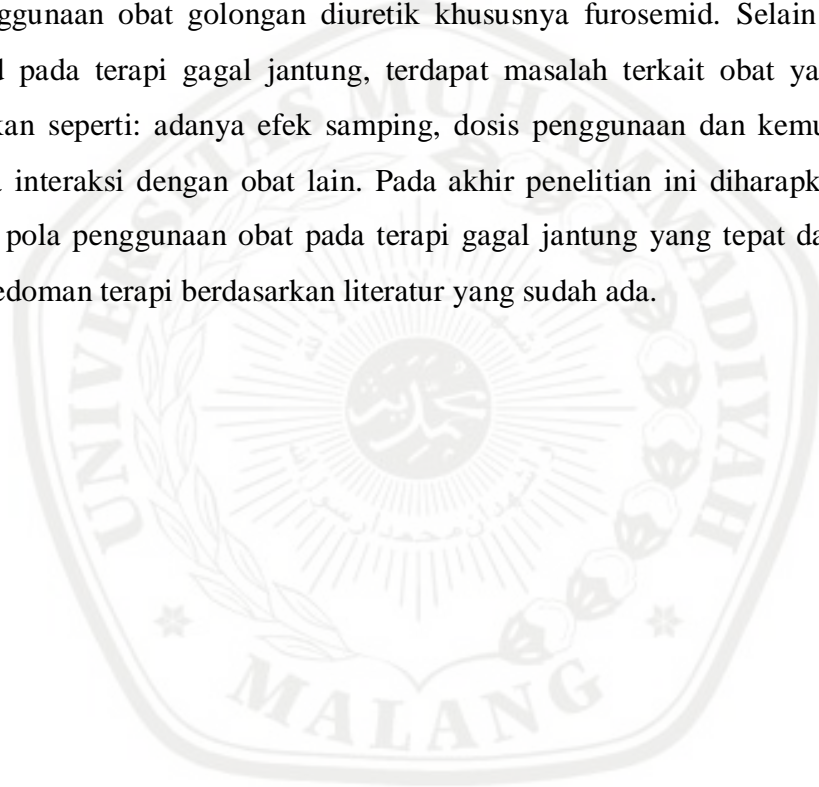 ggunaan obat golongan diuretik khususnya furosemid. Selain
d pada terapi gagal jantung, terdapat masalah terkait obat ya
kan seperti: adanya efek samping, dosis penggunaan dan kemu
a interaksi dengan obat lain. Pada akhir penelitian ini diharapk
pola penggunaan obat pada terapi gagal jantung yang tepat da
edoman terapi berdasarkan literatur yang sudah ada.
UNIVERSITAS MUHAMMADIYAH
MALANG